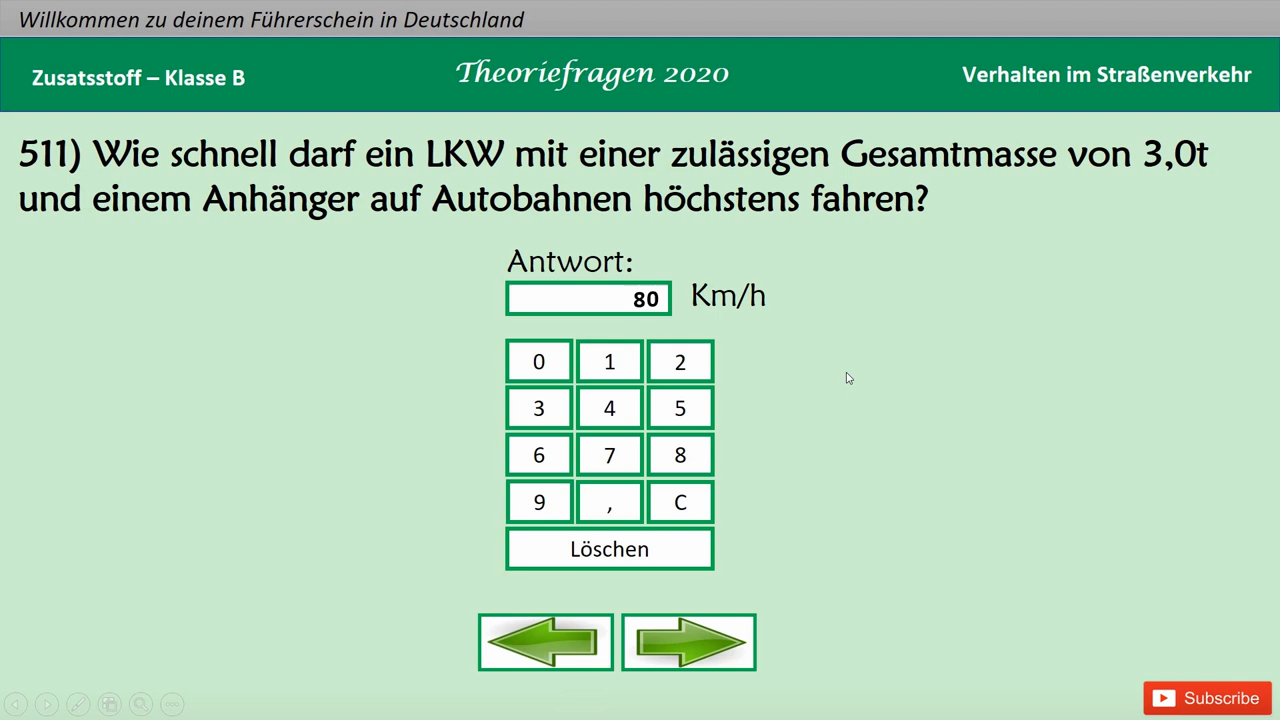 Willkommen zu deinem Führerschein in Deutschland
Zusatsstoff – Klasse B
Theoriefragen 2020
Verhalten im Straßenverkehr
511) Wie schnell darf ein LKW mit einer zulässigen Gesamtmasse von 3,0t
und einem Anhänger auf Autobahnen höchstens fahren?
Antwort:
80 Km/h
0 1 2
3 4 5
6 7 8
9 , C
Löschen
Subscribe